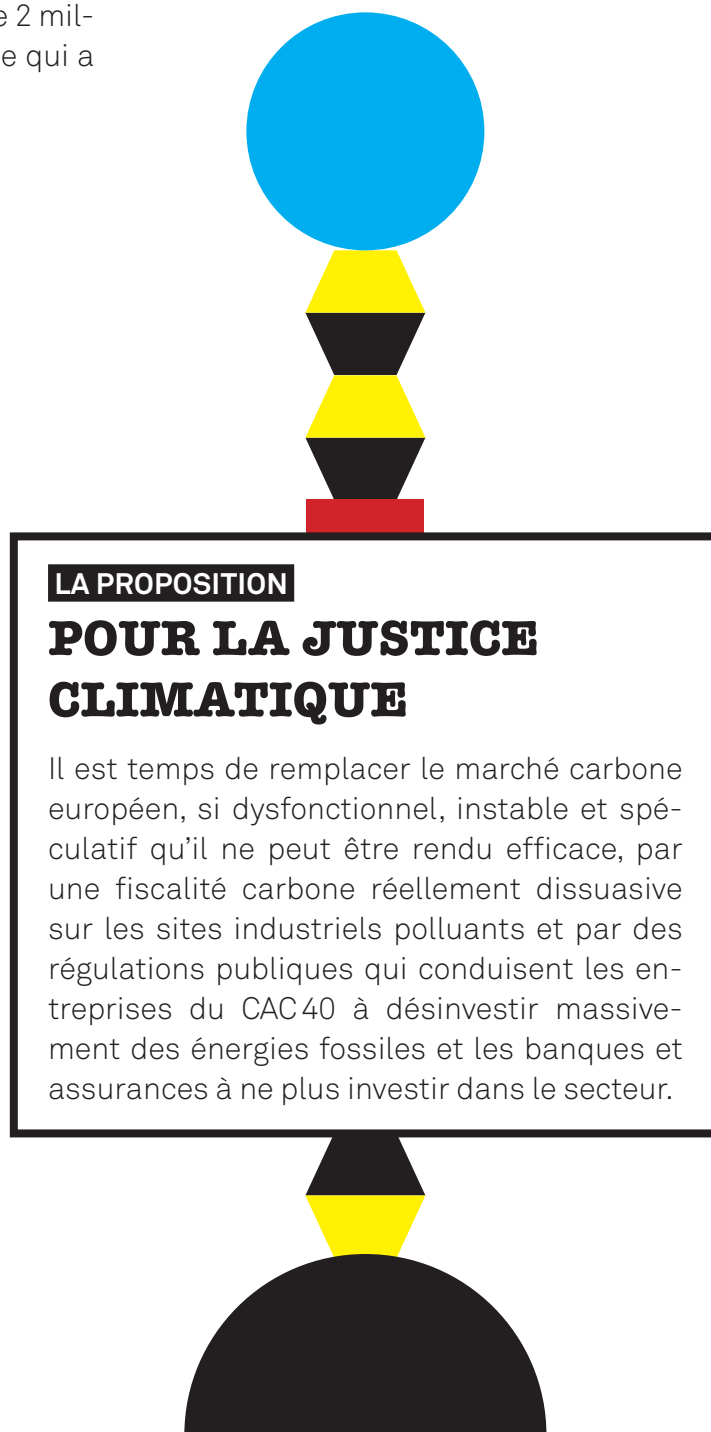 e 2 mil-
e qui a
LA PROPOSITION
POUR LA JUSTICE
CLIMATIQUE
Il est temps de remplacer le marché carbone
européen, si dysfonctionnel, instable et spé-
culatif qu’il ne peut être rendu efficace, par
une fiscalité carbone réellement dissuasive
sur les sites industriels polluants et par des
régulations publiques qui conduisent les en-
treprises du CAC 40 à désinvestir massive-
ment des énergies fossiles et les banques et
assurances à ne plus investir dans le secteur.